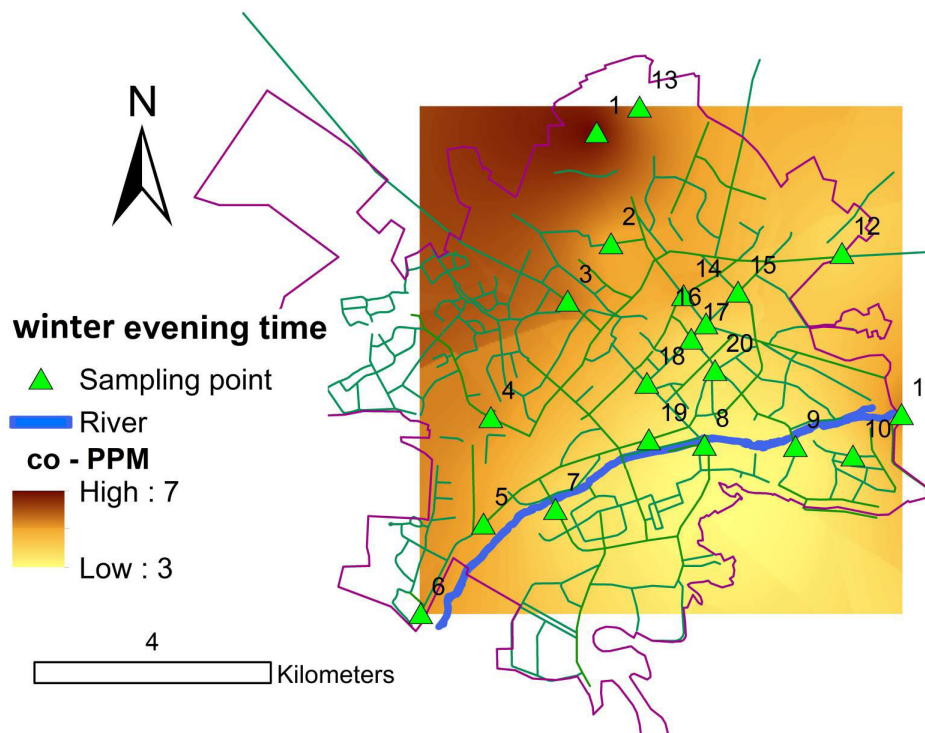 N
winter evening time
Sampling point
River
co - PPM
High : 7
Low : 3
4
Kilometers
13
1
2
12
3
14
15
16
17
18
20
4
19
8
9
10
1
5
7
6